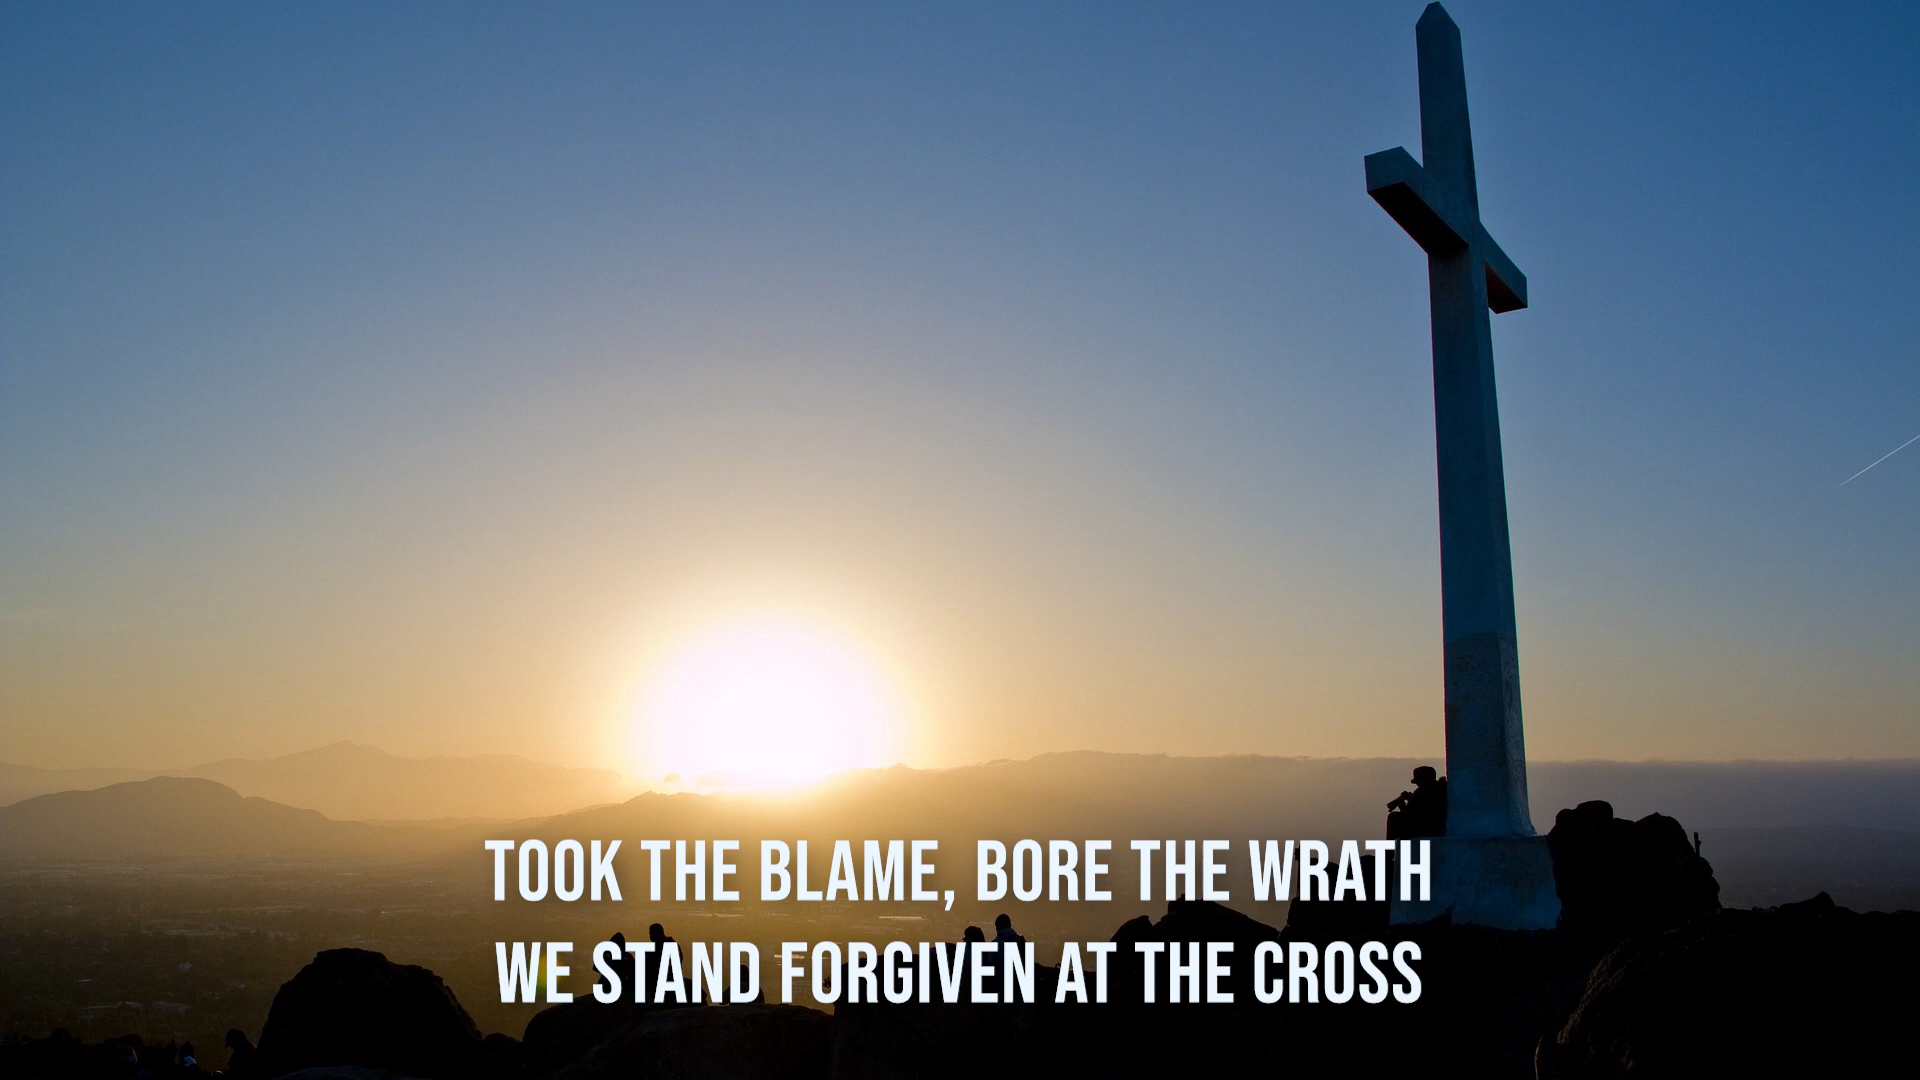 TOOK THE BLAME, BORE THE WRATH
WE STAND FORGIVEN AT THE CROSS